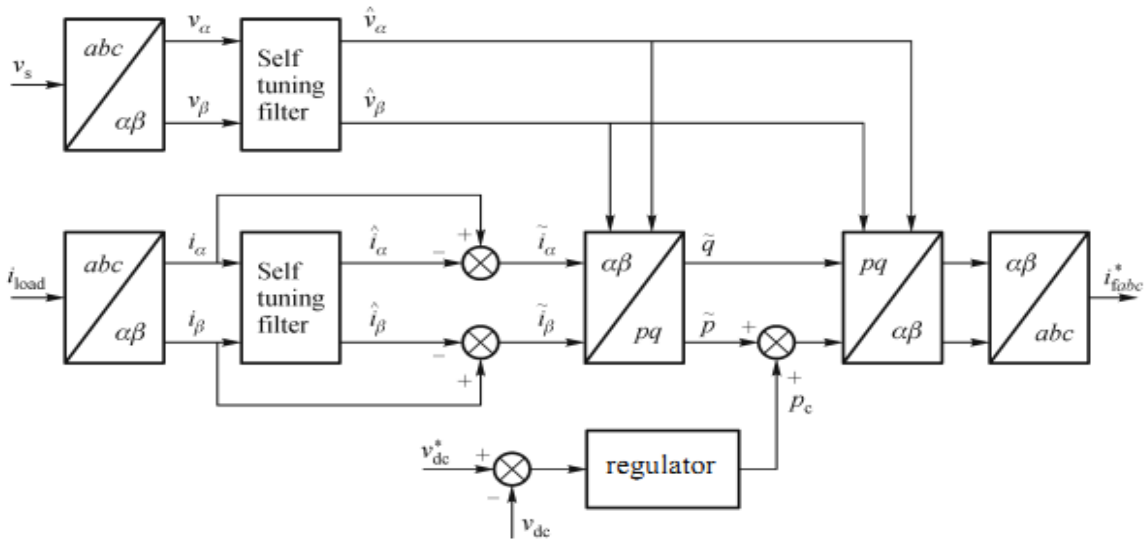 abc
αβ
v_s
v_α
v_β
Self
tuning
filter
v̂_α
v̂_β
abc
αβ
i_load
i_α
i_β
Self
tuning
filter
î_α
î_β
+
−
−
+
ĩ_α
ĩ_β
αβ
pq
q̃
p̃
+
+
p_c
pq
αβ
αβ
abc
i*_fabc
v*_dc
+
−
v_dc
regulator